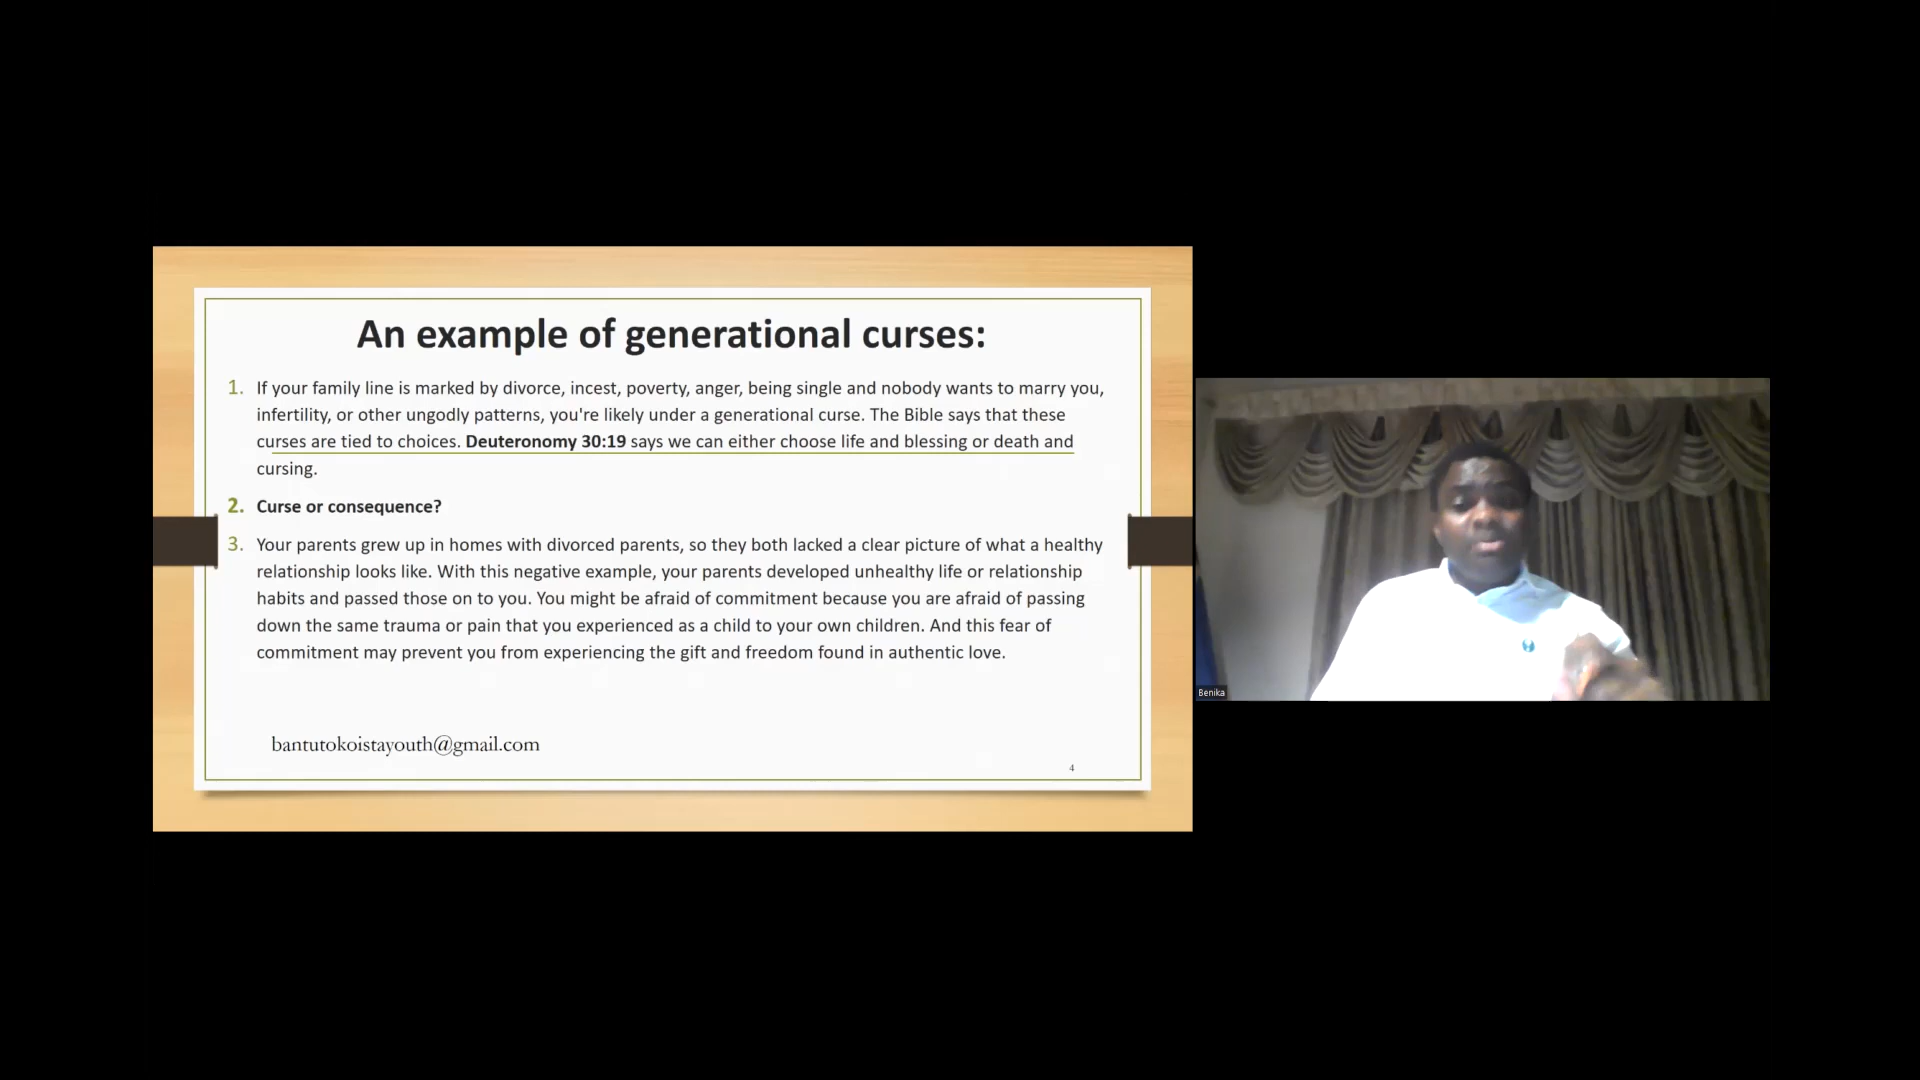 An example of generational curses:
1. If your family line is marked by divorce, incest, poverty, anger, being single and nobody wants to marry you,
infertility, or other ungodly patterns, you're likely under a generational curse. The Bible says that these
curses are tied to choices. Deuteronomy 30:19 says we can either choose life and blessing or death and
cursing.
2. Curse or consequence?
3. Your parents grew up in homes with divorced parents, so they both lacked a clear picture of what a healthy
relationship looks like. With this negative example, your parents developed unhealthy life or relationship
habits and passed those on to you. You might be afraid of commitment because you are afraid of passing
down the same trauma or pain that you experienced as a child to your own children. And this fear of
commitment may prevent you from experiencing the gift and freedom found in authentic love.
bantutokoistayouth@gmail.com
4
Benika